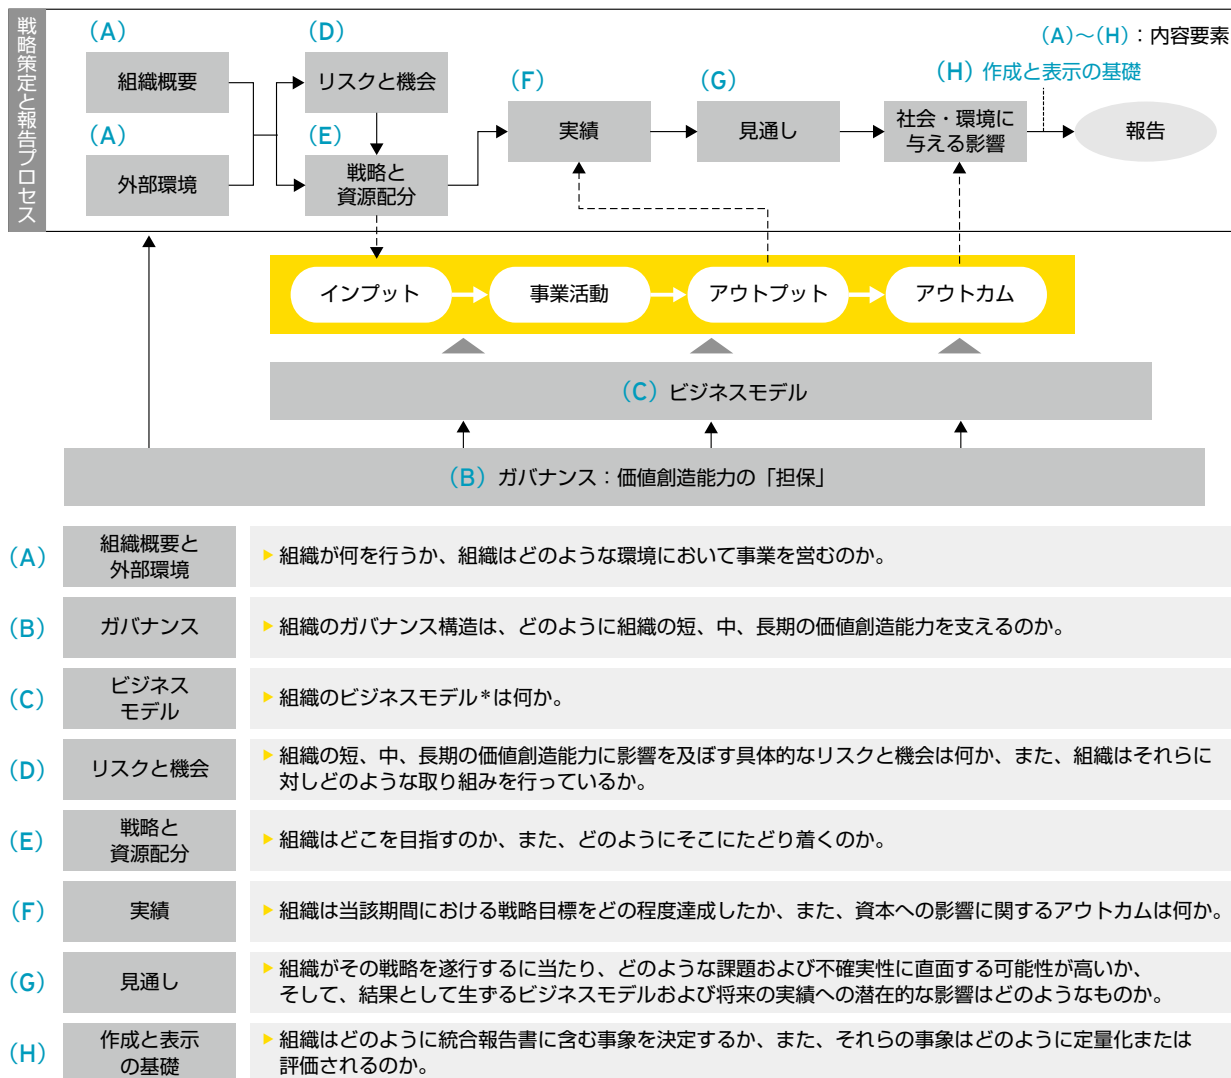 戦略策定と報告プロセス
(A)
組織概要
(A)
外部環境
(D)
リスクと機会
(E)
戦略と
資源配分
(F)
実績
(G)
見通し
(A)～(H)：内容要素
(H) 作成と表示の基礎
社会・環境に
与える影響
報告
インプット
事業活動
アウトプット
アウトカム
(C) ビジネスモデル
(B) ガバナンス：価値創造能力の「担保」
(A)
組織概要と
外部環境
組織が何を行うか、組織はどのような環境において事業を営むのか。
(B)
ガバナンス
組織のガバナンス構造は、どのように組織の短、中、長期の価値創造能力を支えるのか。
(C)
ビジネス
モデル
組織のビジネスモデル*は何か。
(D)
リスクと機会
組織の短、中、長期の価値創造能力に影響を及ぼす具体的なリスクと機会は何か、また、組織はそれらに
対しどのような取り組みを行っているか。
(E)
戦略と
資源配分
組織はどこを目指すのか、また、どのようにそこにたどり着くのか。
(F)
実績
組織は当該期間における戦略目標をどの程度達成したか、また、資本への影響に関するアウトカムは何か。
(G)
見通し
組織がその戦略を遂行するに当たり、どのような課題および不確実性に直面する可能性が高いか、
そして、結果として生ずるビジネスモデルおよび将来の実績への潜在的な影響はどのようなものか。
(H)
作成と表示
の基礎
組織はどのように統合報告書に含む事象を決定するか、また、それらの事象はどのように定量化または
評価されるのか。